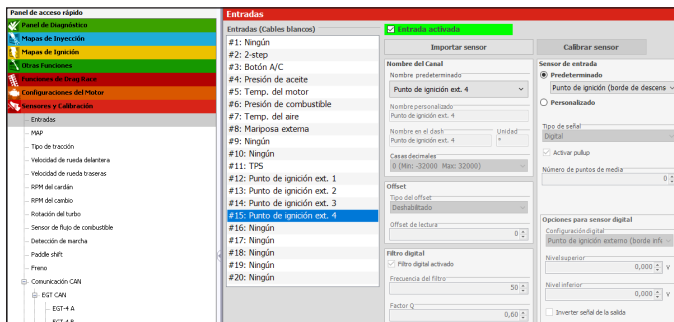 Panel de acceso rápido
Panel de Diagnóstico
Mapas de Inyección
Mapas de Ignición
Otras Funciones
Funciones de Drag Race
Configuraciones del Motor
Sensores y Calibración
Entradas
MAP
Tipo de tracción
Velocidad de rueda delantera
Velocidad de rueda traseras
RPM del cardán
RPM del cambio
Rotación del turbo
Sensor de flujo de combustible
Detección de marcha
Paddle shift
Freno
Comunicación CAN
EGT CAN
EGT-4 A
EGT-4 B
Entradas
Entradas (Cables blancos)
#1: Ningún
#2: 2-step
#3: Botón A/C
#4: Presión de aceite
#5: Temp. del motor
#6: Presión de combustible
#7: Temp. del aire
#8: Mariposa externa
#9: Ningún
#10: Ningún
#11: TPS
#12: Punto de ignición ext. 1
#13: Punto de ignición ext. 2
#14: Punto de ignición ext. 3
#15: Punto de ignición ext. 4
#16: Ningún
#17: Ningún
#18: Ningún
#19: Ningún
#20: Ningún
Entrada activada
Importar sensor
Calibrar sensor
Nombre del Canal
Nombre predeterminado
Punto de ignición ext. 4
Nombre personalizado
Punto de ignición ext. 4
Nombre en el dash
Unidad
Punto de ignición ext. 4
°
Casas decimales
0 (Min: -32000 Max: 32000)
Offset
Tipo del offset
Deshabilitado
Offset de lectura
0
Filtro digital
Filtro digital activado
Frecuencia del filtro
50
Factor Q
0,60
Sensor de entrada
Predeterminado
Punto de ignición (borde de descens
Personalizado
Tipo de señal
Digital
Activar pullup
Número de puntos de media
0
Opciones para sensor digital
Configuración digital
Punto de ignición externo (borde infe
Nivel superior
0,000 V
Nivel inferior
0,000 V
Inverter señal de la salida